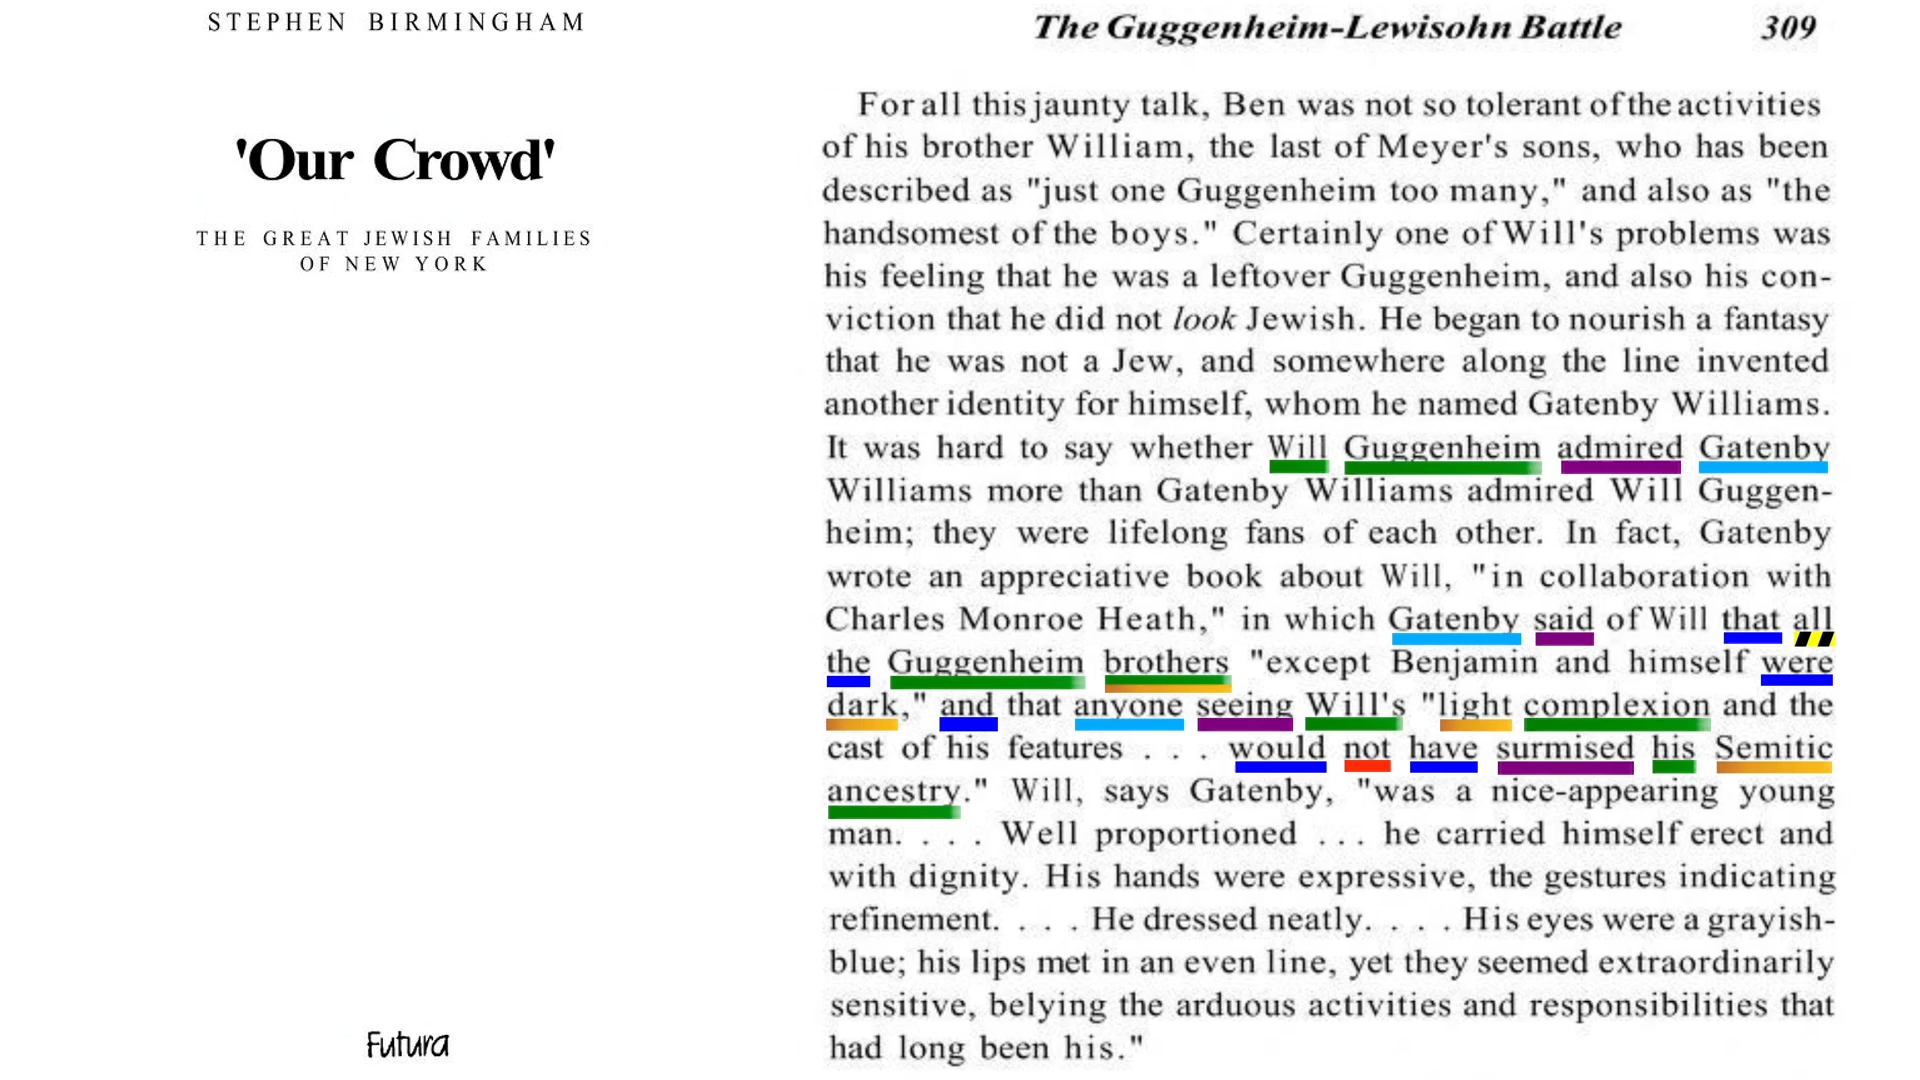 STEPHEN BIRMINGHAM
'Our Crowd'
THE GREAT JEWISH FAMILIES
OF NEW YORK
Futura
The Guggenheim-Lewisohn Battle 309
For all this jaunty talk, Ben was not so tolerant of the activities
of his brother William, the last of Meyer's sons, who has been
described as "just one Guggenheim too many," and also as "the
handsomest of the boys." Certainly one of Will's problems was
his feeling that he was a leftover Guggenheim, and also his con-
viction that he did not look Jewish. He began to nourish a fantasy
that he was not a Jew, and somewhere along the line invented
another identity for himself, whom he named Gatenby Williams.
It was hard to say whether Will Guggenheim admired Gatenby
Williams more than Gatenby Williams admired Will Guggen-
heim; they were lifelong fans of each other. In fact, Gatenby
wrote an appreciative book about Will, "in collaboration with
Charles Monroe Heath," in which Gatenby said of Will that all
the Guggenheim brothers "except Benjamin and himself were
dark," and that anyone seeing Will's "light complexion and the
cast of his features . . . would not have surmised his Semitic
ancestry." Will, says Gatenby, "was a nice-appearing young
man. . . . Well proportioned . . . he carried himself erect and
with dignity. His hands were expressive, the gestures indicating
refinement. . . . He dressed neatly. . . . His eyes were a grayish-
blue; his lips met in an even line, yet they seemed extraordinarily
sensitive, belying the arduous activities and responsibilities that
had long been his."